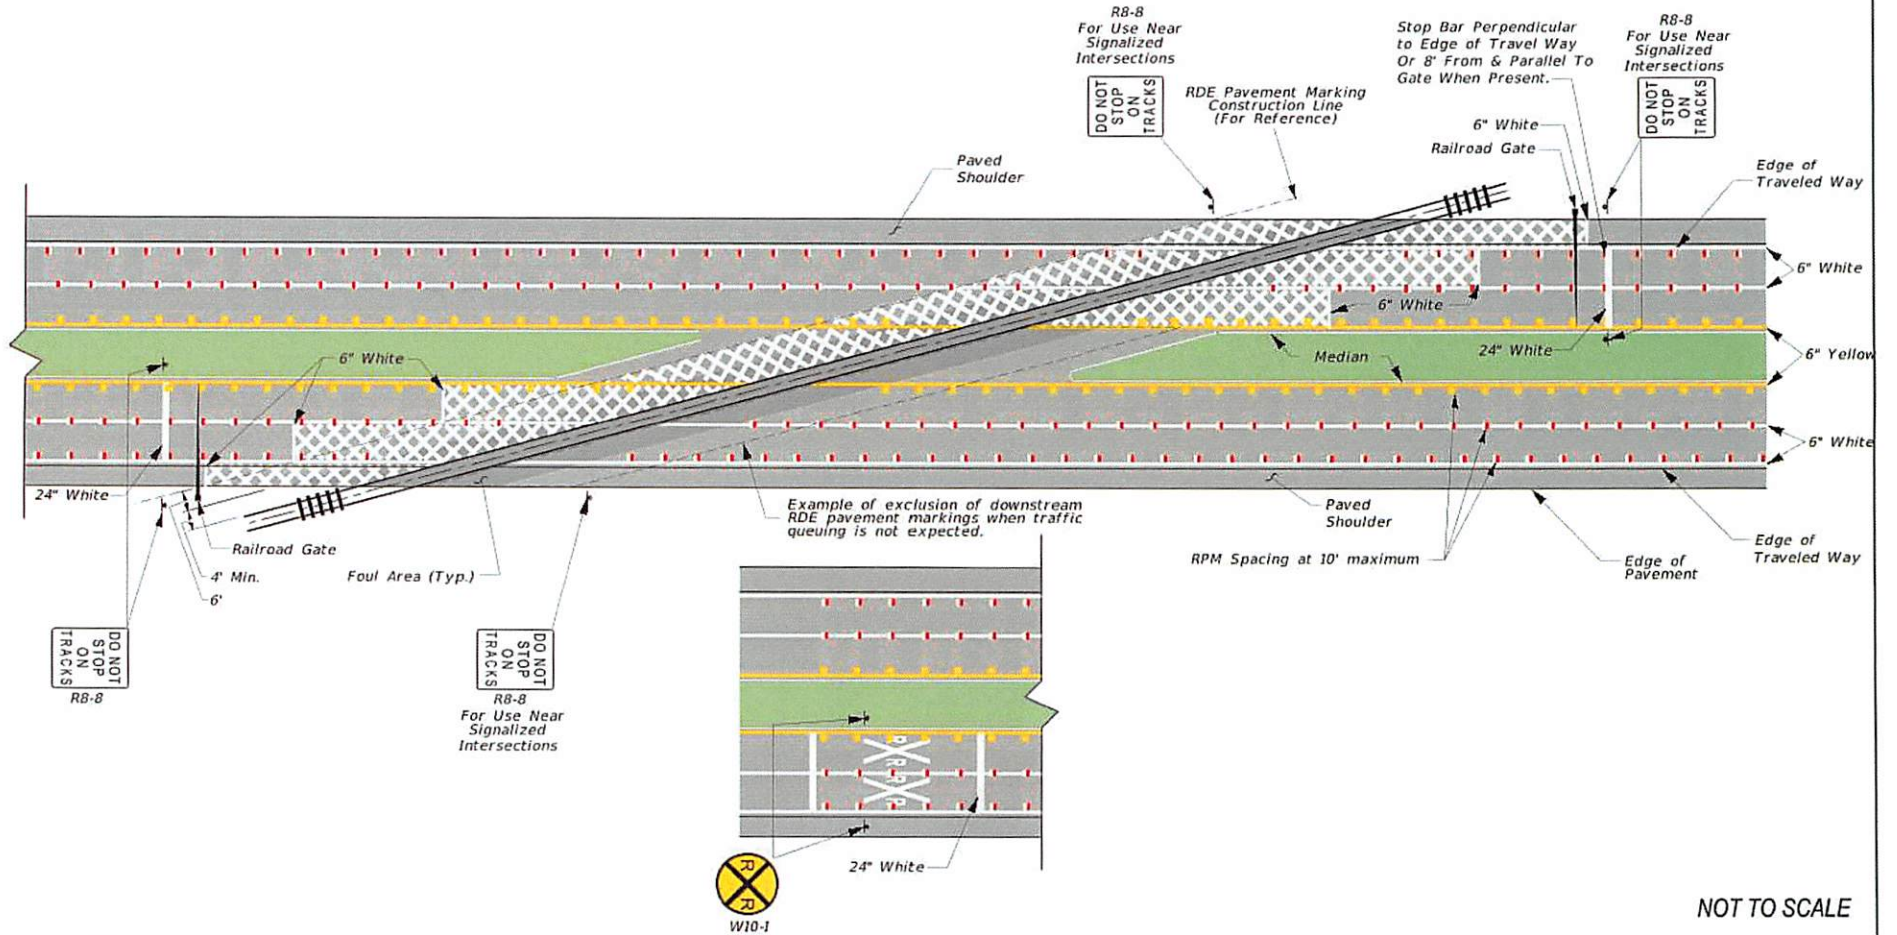 R8-8
For Use Near
Signalized
Intersections
DO NOT
STOP
ON
TRACKS
RDE Pavement Marking
Construction Line
(For Reference)
Stop Bar Perpendicular
to Edge of Travel Way
Or 8' From & Parallel To
Gate When Present.
R8-8
For Use Near
Signalized
Intersections
DO NOT
STOP
ON
TRACKS
6" White
Railroad Gate
Paved
Shoulder
Edge of
Traveled Way
6" White
6" White
6" White
Median
24" White
6" Yellow
6" White
24" White
Railroad Gate
4' Min.
6'
Foul Area (Typ.)
Example of exclusion of downstream
RDE pavement markings when traffic
queuing is not expected.
Paved
Shoulder
RPM Spacing at 10' maximum
Edge of
Pavement
Edge of
Traveled Way
DO NOT
STOP
ON
TRACKS
R8-8
DO NOT
STOP
ON
TRACKS
R8-8
For Use Near
Signalized
Intersections
R R
R R
24" White
R R
W10-1
NOT TO SCALE